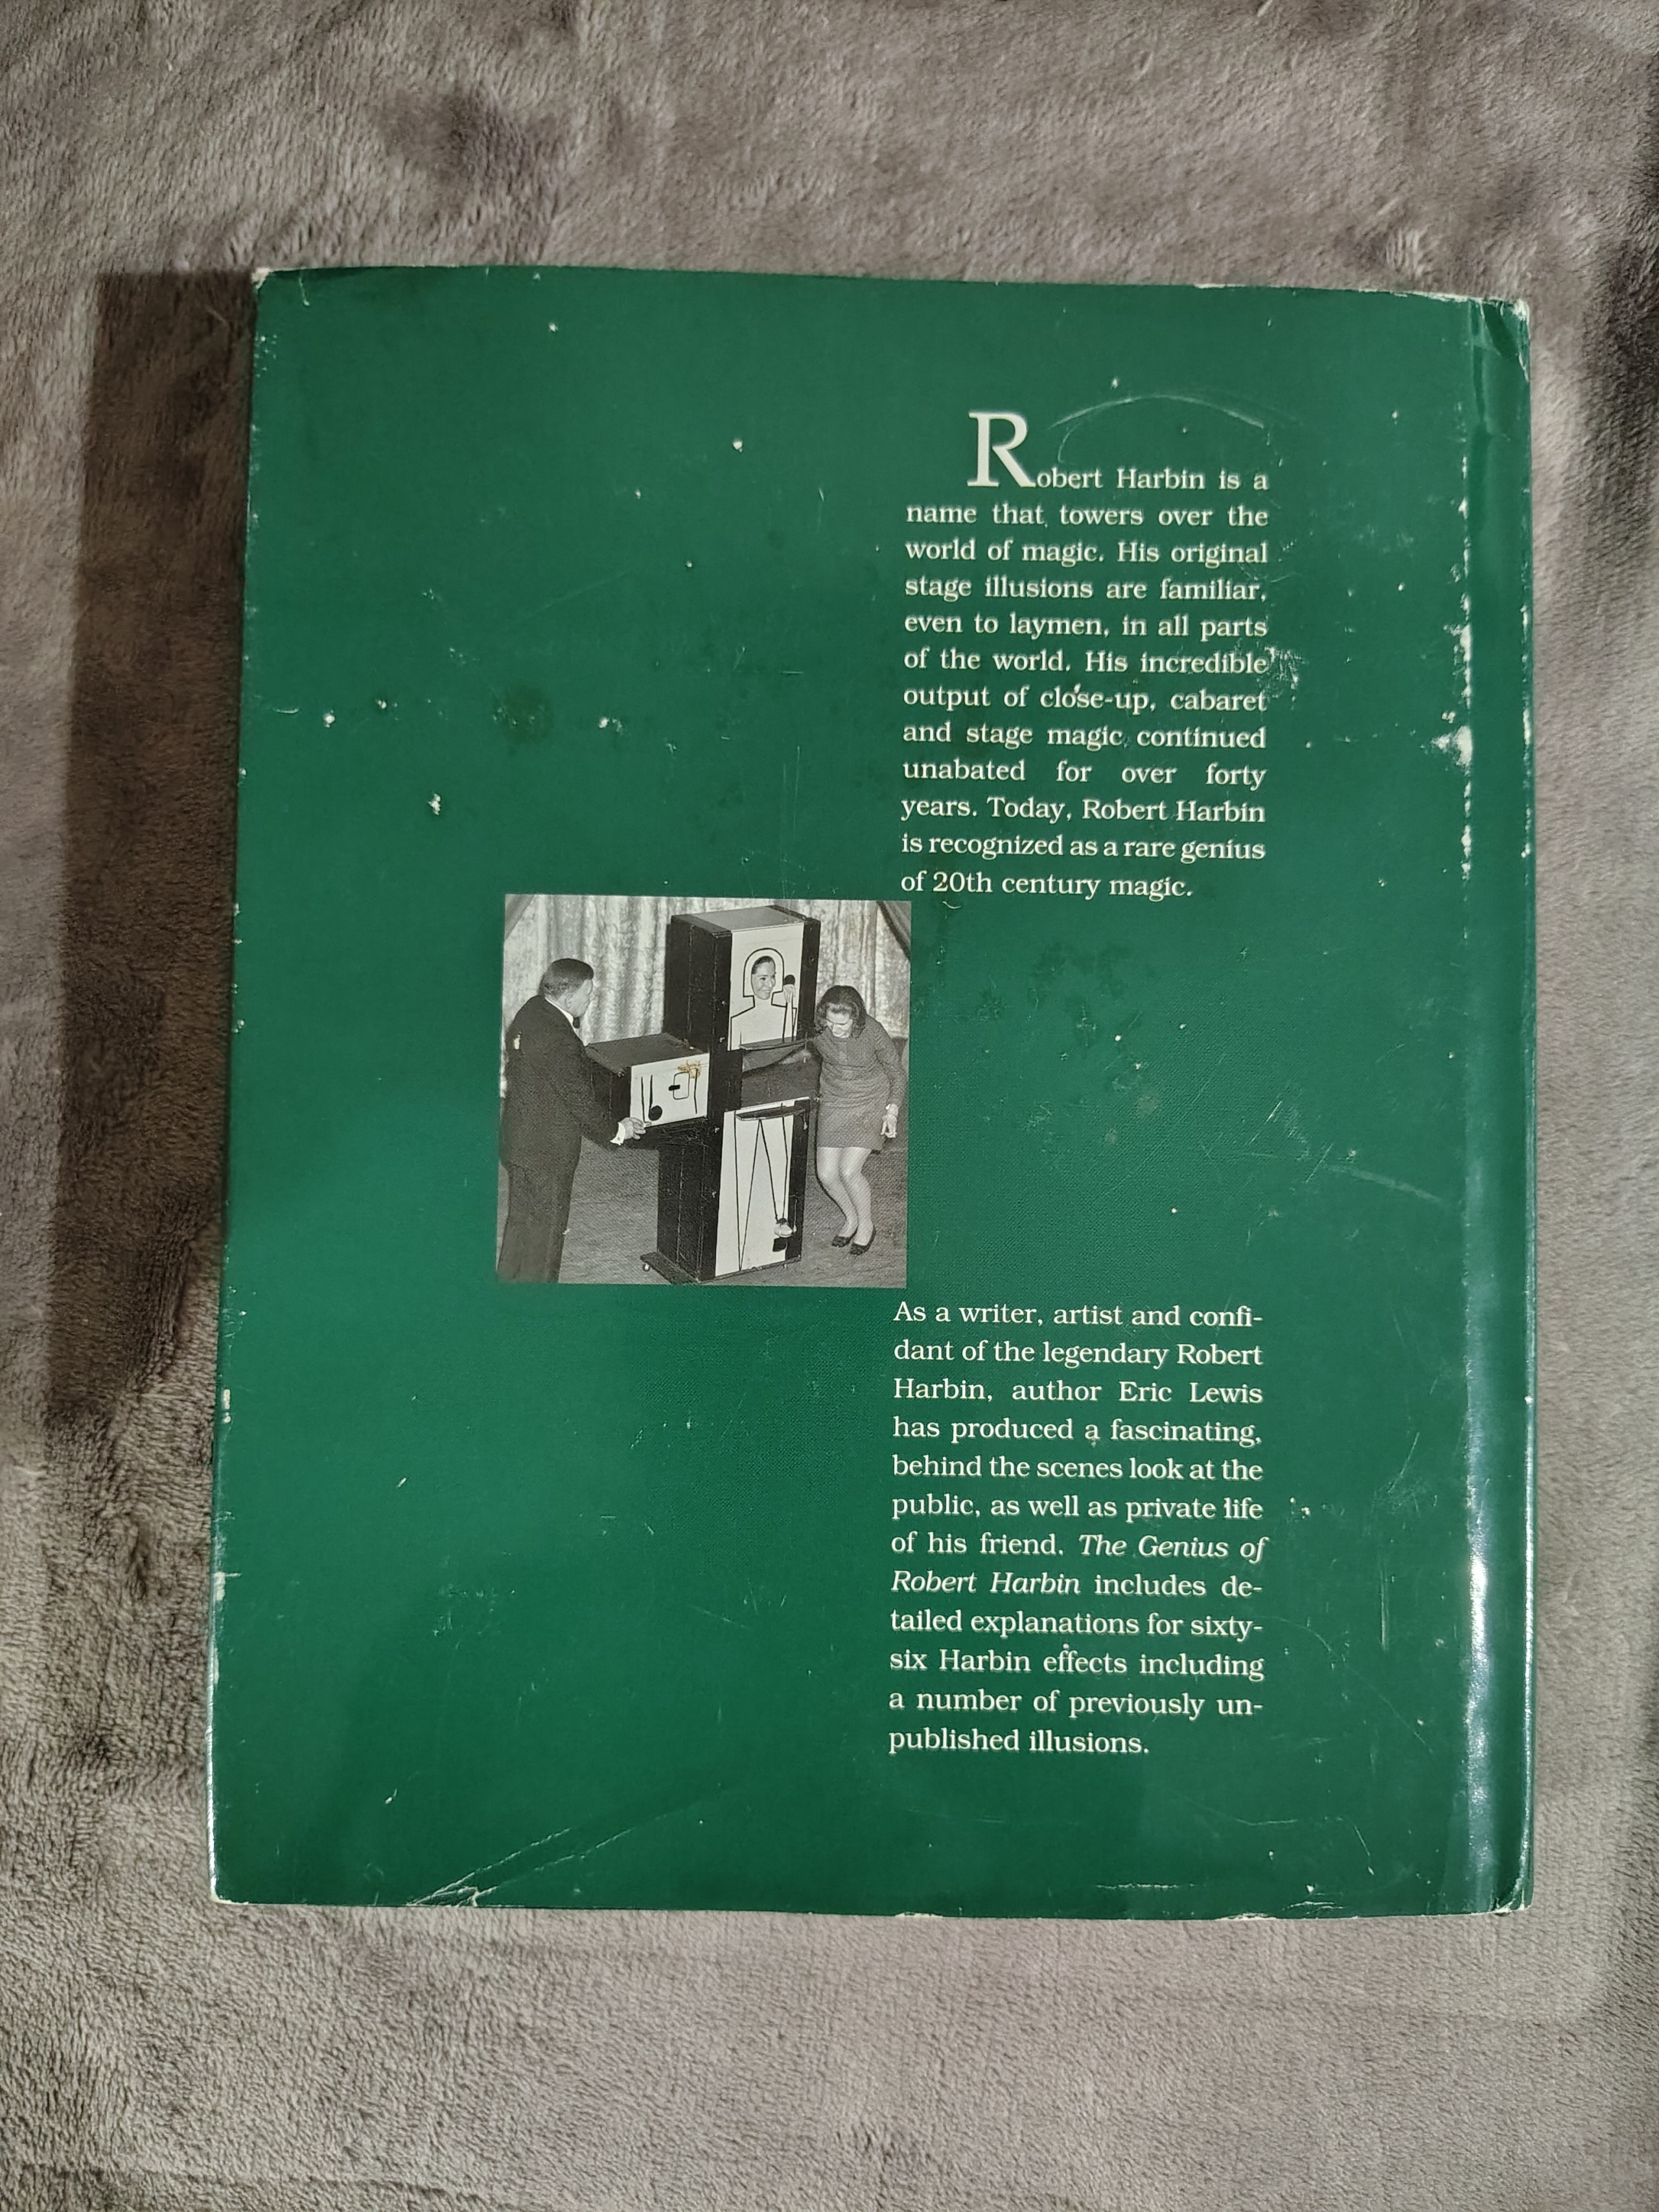 Robert Harbin is a
name that towers over the
world of magic. His original
stage illusions are familiar,
even to laymen, in all parts
of the world. His incredible
output of close-up, cabaret
and stage magic continued
unabated for over forty
years. Today, Robert Harbin
is recognized as a rare genius
of 20th century magic.
As a writer, artist and confi-
dant of the legendary Robert
Harbin, author Eric Lewis
has produced a fascinating,
behind the scenes look at the
public, as well as private life
of his friend. The Genius of
Robert Harbin includes de-
tailed explanations for sixty-
six Harbin effects including
a number of previously un-
published illusions.